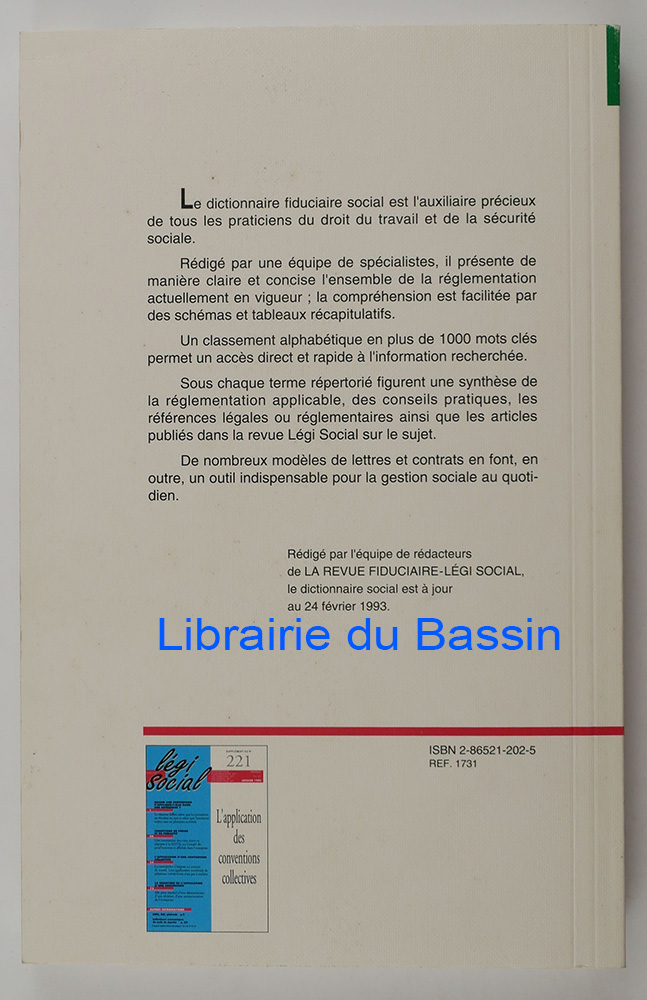 Le dictionnaire fiduciaire social est l'auxiliaire précieux
de tous les praticiens du droit du travail et de la sécurité
sociale.
Rédigé par une équipe de spécialistes, il présente de
manière claire et concise l'ensemble de la réglementation
actuellement en vigueur ; la compréhension est facilitée par
des schémas et tableaux récapitulatifs.
Un classement alphabétique en plus de 1000 mots clés
permet un accès direct et rapide à l'information recherchée.
Sous chaque terme répertorié figurent une synthèse de
la réglementation applicable, des conseils pratiques, les
références légales ou réglementaires ainsi que les articles
publiés dans la revue Légi Social sur le sujet.
De nombreux modèles de lettres et contrats en font, en
outre, un outil indispensable pour la gestion sociale au quoti-
dien.
Rédigé par l'équipe de rédacteurs
de LA REVUE FIDUCIAIRE-LÉGI SOCIAL,
le dictionnaire social est à jour
au 24 février 1993.
Librairie du Bassin
ISBN 2-86521-202-5
REF. 1731
légi
social
221
L'application
des
conventions
collectives